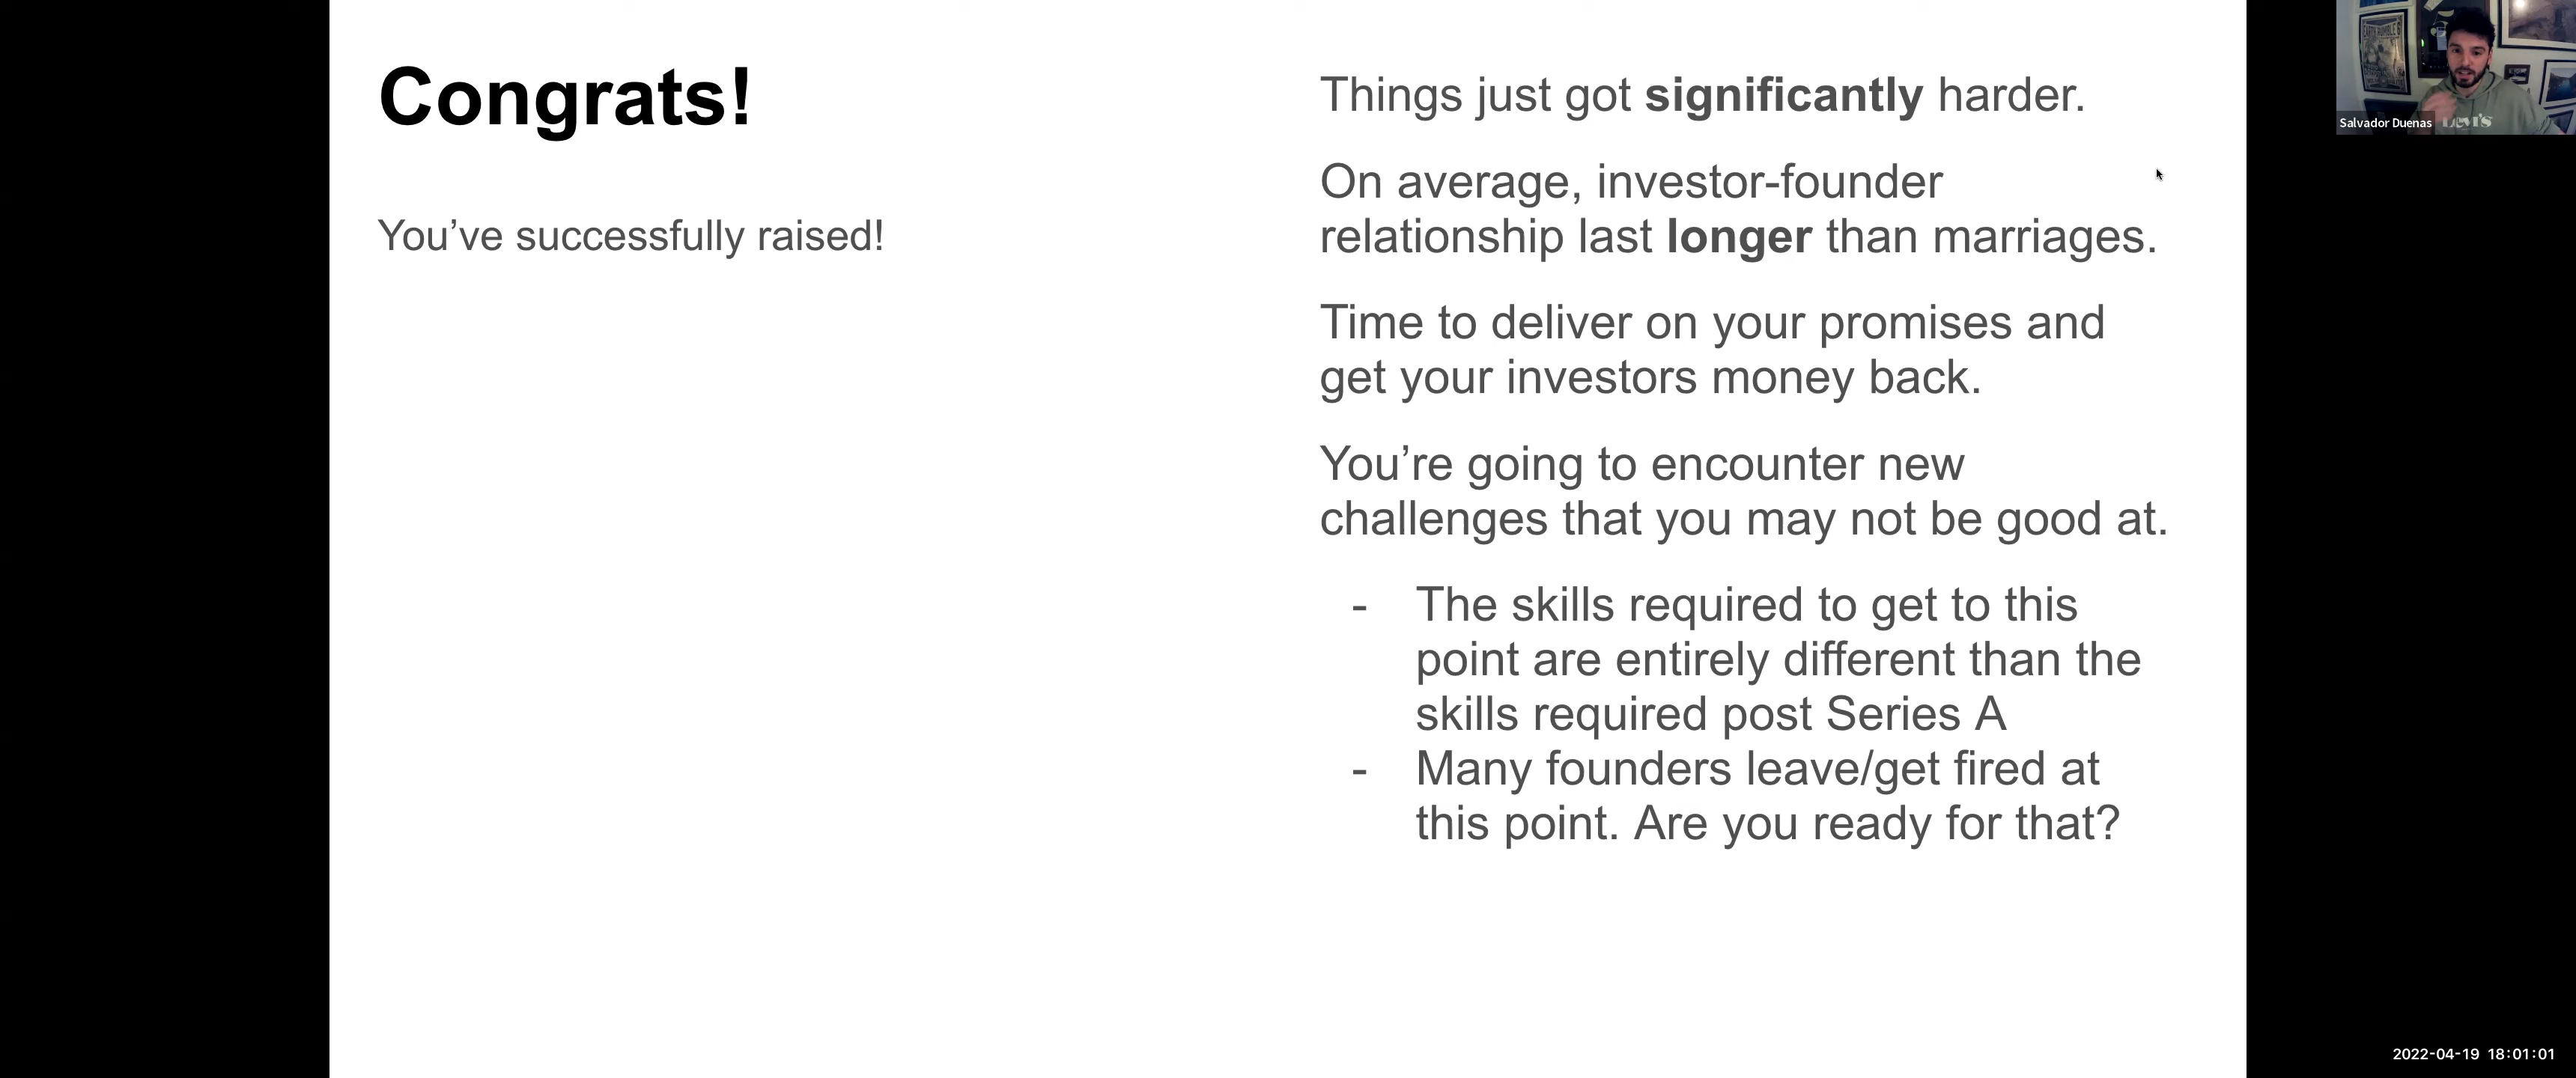 Congrats!
You’ve successfully raised!
Things just got significantly harder.
On average, investor-founder
relationship last longer than marriages.
Time to deliver on your promises and
get your investors money back.
You’re going to encounter new
challenges that you may not be good at.
- The skills required to get to this
point are entirely different than the
skills required post Series A
- Many founders leave/get fired at
this point. Are you ready for that?
Salvador Duenas
LEVI'S
2022-04-19 18:01:01